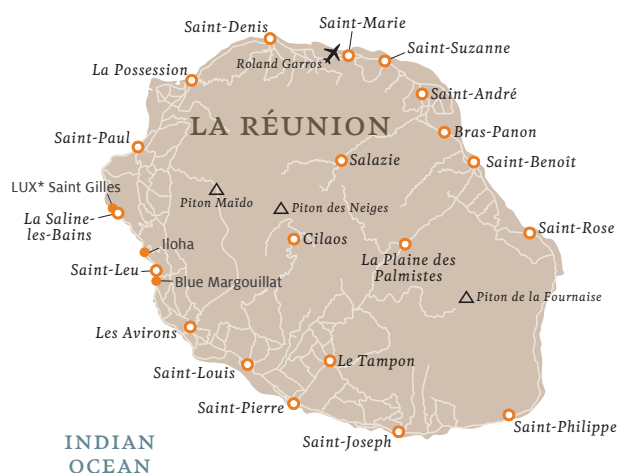 Saint-Denis
Saint-Marie
Saint-Suzanne
Roland Garros
La Possession
Saint-André
LA RÉUNION
Bras-Panon
Saint-Paul
Salazie
Saint-Benoît
LUX* Saint Gilles
Piton Maïdo
Piton des Neiges
La Saline-
les-Bains
Saint-Rose
Iloha
Cilaos
La Plaine des
Palmistes
Saint-Leu
Blue Margouillat
Piton de la Fournaise
Les Avirons
Le Tampon
Saint-Louis
Saint-Pierre
Saint-Philippe
Saint-Joseph
INDIAN
OCEAN